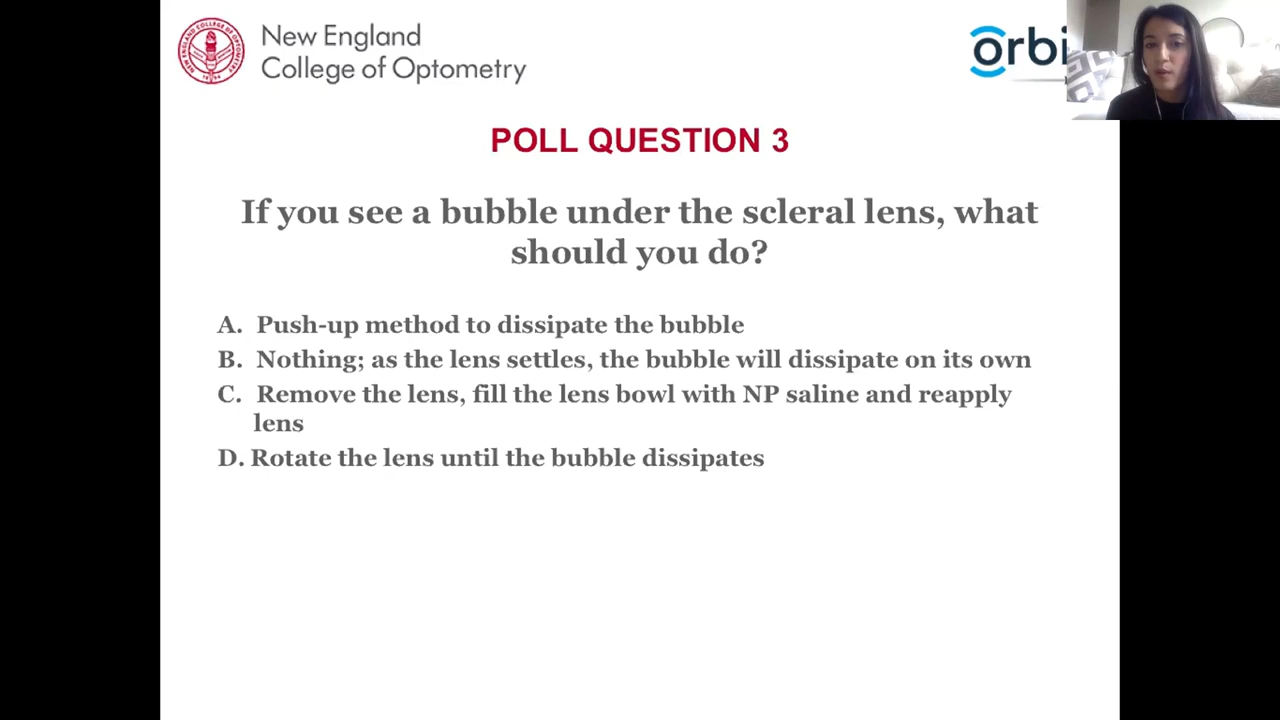 New England
College of Optometry
orbi
POLL QUESTION 3
If you see a bubble under the scleral lens, what
should you do?
A. Push-up method to dissipate the bubble
B. Nothing; as the lens settles, the bubble will dissipate on its own
C. Remove the lens, fill the lens bowl with NP saline and reapply
lens
D. Rotate the lens until the bubble dissipates